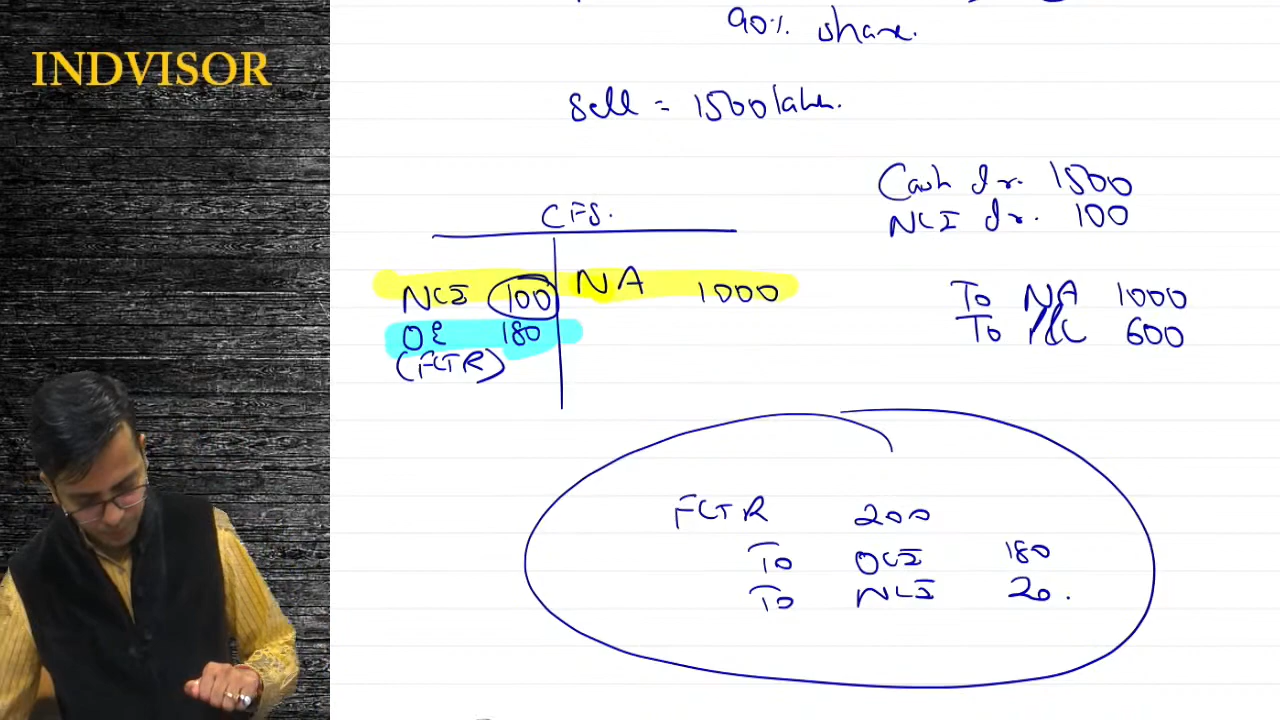 INDVISOR
90% share.
sell = 1500 lakh.
Cash dr. 1500
NCI dr. 100
CFS.
NCI 100 NA 1000
OE 180
(FCTR)
To NA 1000
To 600
FCTR 200
To OCI 180
To NCI 20.